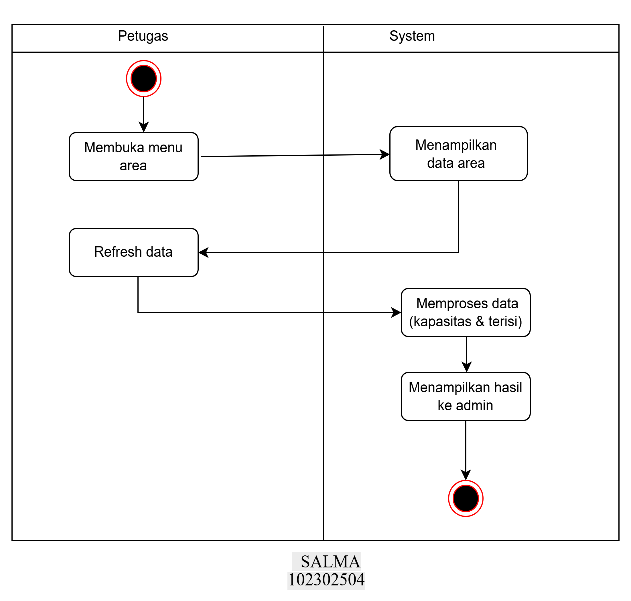 Petugas
System
Membuka menu
area
Menampilkan
data area
Refresh data
Memproses data
(kapasitas & terisi)
Menampilkan hasil
ke admin
SALMA
102302504